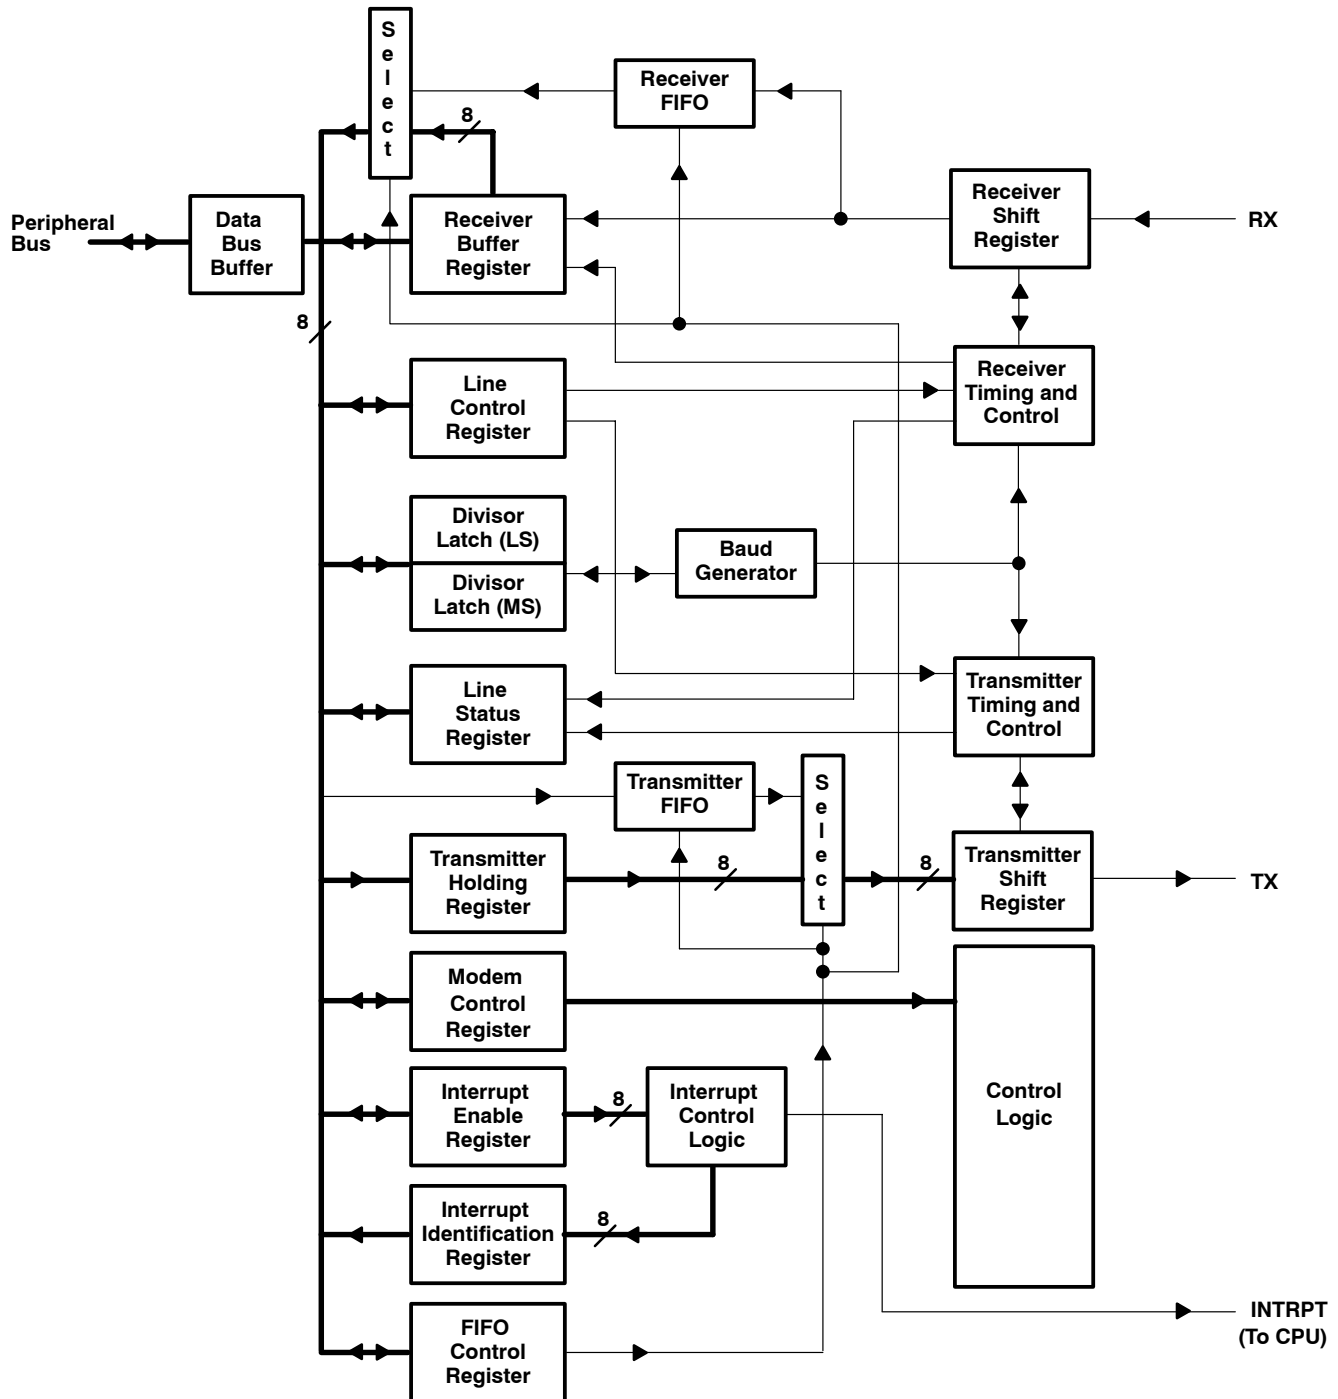 S
e
l
e
c
t
Receiver
FIFO
8
Peripheral
Bus
Data
Bus
Buffer
Receiver
Buffer
Register
Receiver
Shift
Register
RX
8
Line
Control
Register
Receiver
Timing and
Control
Divisor
Latch (LS)
Divisor
Latch (MS)
Baud
Generator
Line
Status
Register
Transmitter
Timing and
Control
Transmitter
FIFO
S
e
l
e
c
t
Transmitter
Holding
Register
8
8
Transmitter
Shift
Register
TX
Modem
Control
Register
Control
Logic
Interrupt
Enable
Register
8
Interrupt
Control
Logic
Interrupt
Identification
Register
8
FIFO
Control
Register
INTRPT
(To CPU)